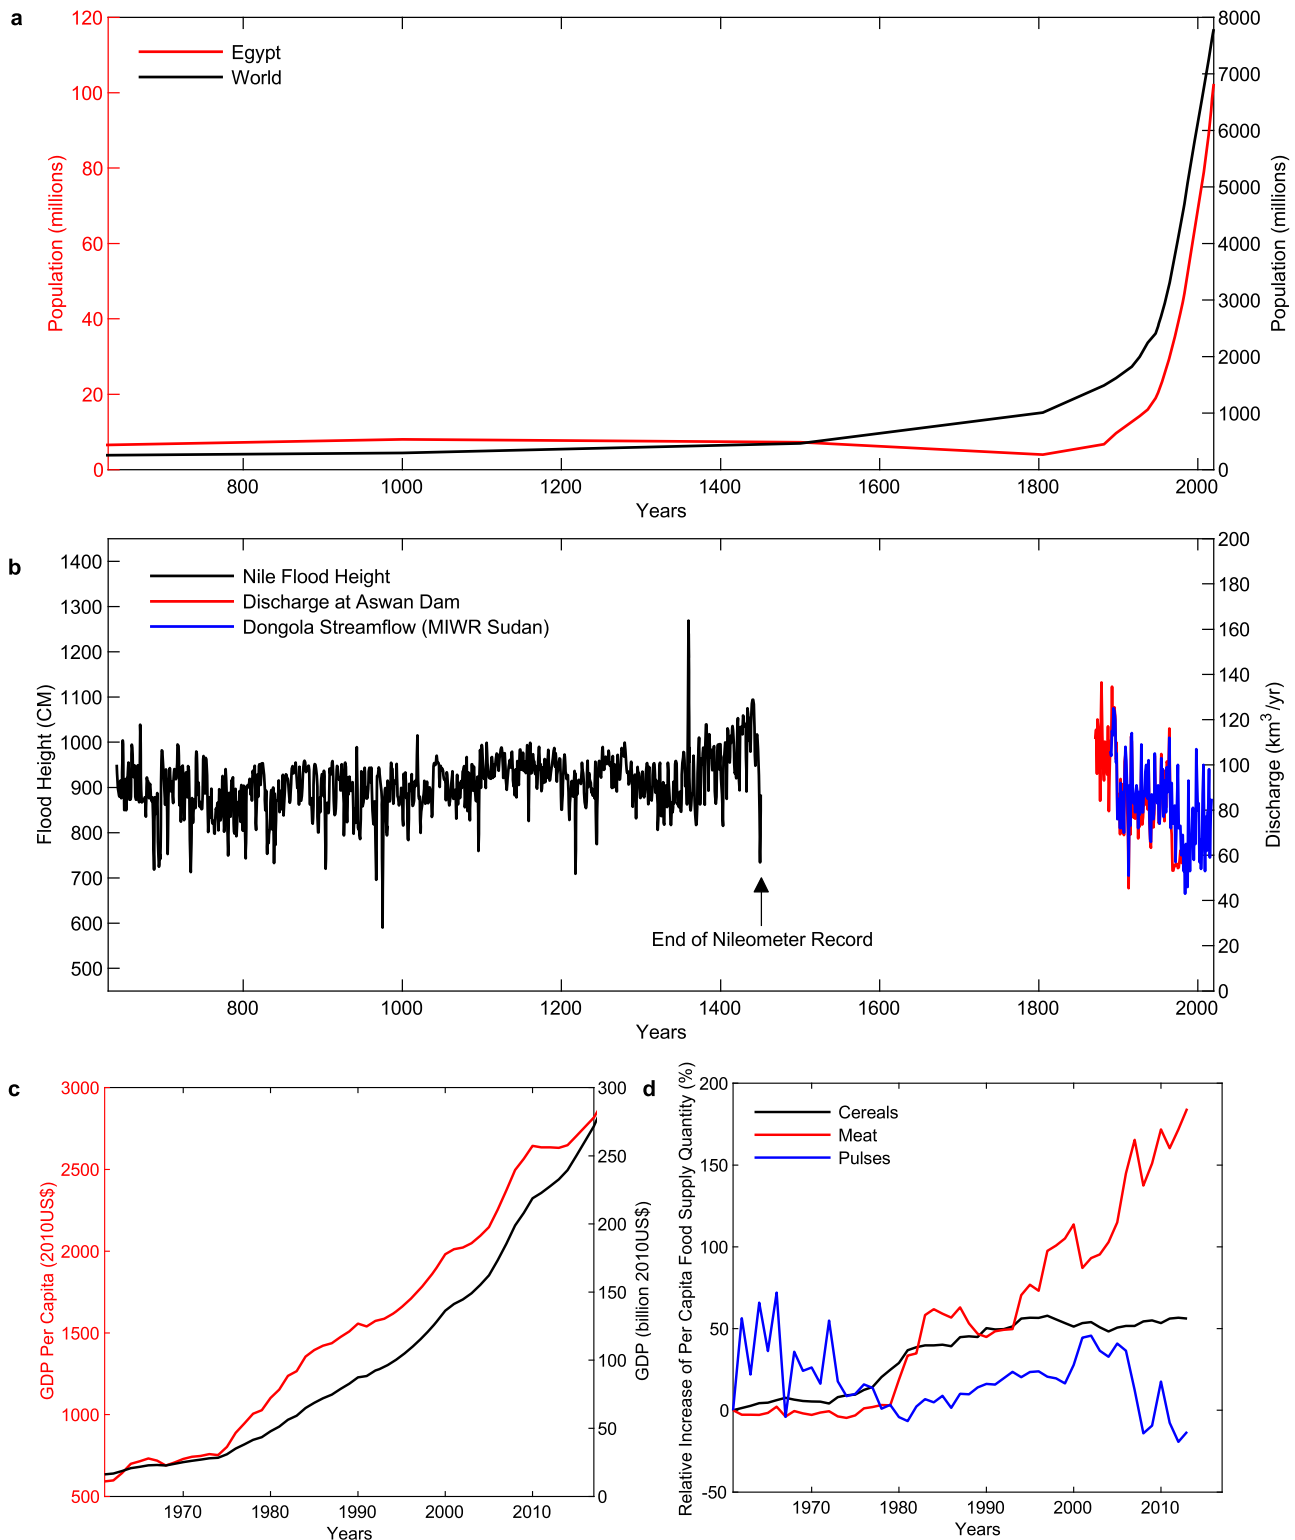 a
120
100
80
60
40
20
0
Population (millions)
Egypt
World
8000
7000
6000
5000
4000
3000
2000
1000
0
Population (millions)
800 1000 1200 1400 1600 1800 2000
Years
b
1400
1300
1200
1100
1000
900
800
700
600
500
Flood Height (CM)
Nile Flood Height
Discharge at Aswan Dam
Dongola Streamflow (MIWR Sudan)
End of Nileometer Record
200
180
160
140
120
100
80
60
40
20
0
Discharge (km³/yr)
800 1000 1200 1400 1600 1800 2000
Years
c
3000
2500
2000
1500
1000
500
GDP Per Capita (2010US$)
300
250
200
150
100
50
0
GDP (billion 2010US$)
1970 1980 1990 2000 2010
Years
d
200
150
100
50
0
-50
Relative Increase of Per Capita Food Supply Quantity (%)
Cereals
Meat
Pulses
1970 1980 1990 2000 2010
Years